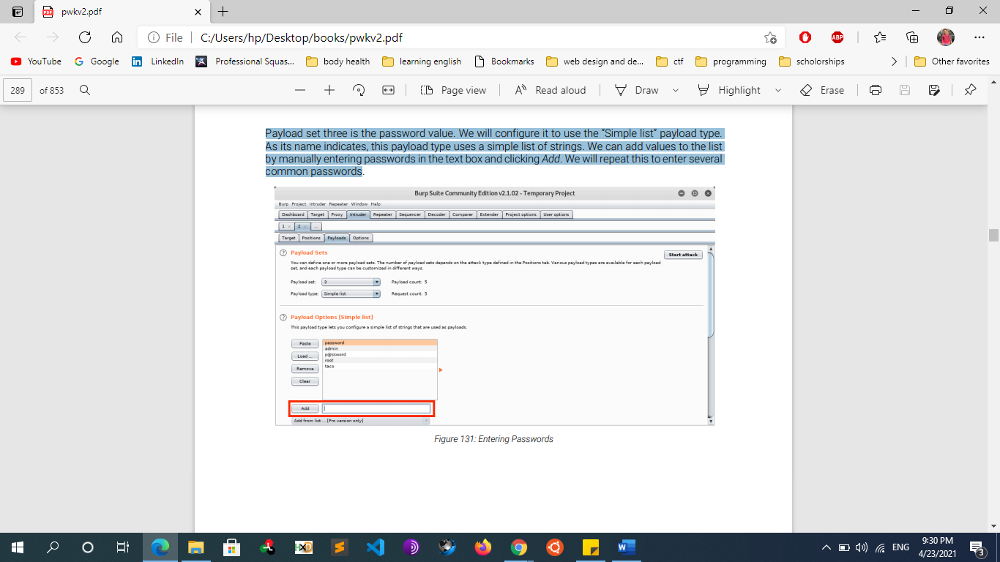 pwkv2.pdf
File C:/Users/hp/Desktop/books/pwkv2.pdf
ABP
YouTube Google LinkedIn Professional Squas... body health learning english Bookmarks web design and de... ctf programming scholorships Other favorites
289 of 853 Page view Read aloud Draw Highlight Erase
Payload set three is the password value. We will configure it to use the “Simple list” payload type.
As its name indicates, this payload type uses a simple list of strings. We can add values to the list
by manually entering passwords in the text box and clicking Add. We will repeat this to enter several
common passwords.
Burp Suite Community Edition v2.1.02 - Temporary Project
Burp Project Intruder Repeater Window Help
Dashboard Target Proxy Intruder Repeater Sequencer Decoder Comparer Extender Project options User options
1 × 2 × ...
Target Positions Payloads Options
? Payload Sets Start attack
You can define one or more payload sets. The number of payload sets depends on the attack type defined in the Positions tab. Various payload types are available for each payload
set, and each payload type can be customized in different ways.
Payload set: 3 Payload count: 5
Payload type: Simple list Request count: 5
? Payload Options [Simple list]
This payload type lets you configure a simple list of strings that are used as payloads.
Paste
Load ...
Remove
Clear
password
admin
p@ssword
root
taco
Add
Add from list ... [Pro version only]
Figure 131: Entering Passwords
ENG
9:30 PM
4/23/2021
3